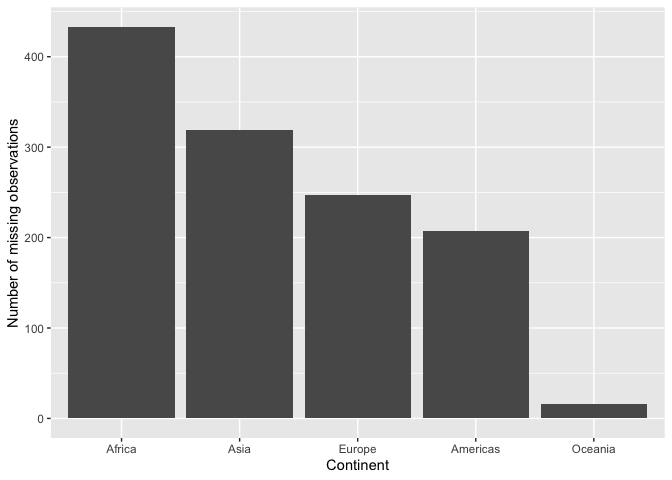 400
300
200
100
0
Number of missing observations
Africa Asia Europe Americas Oceania
Continent